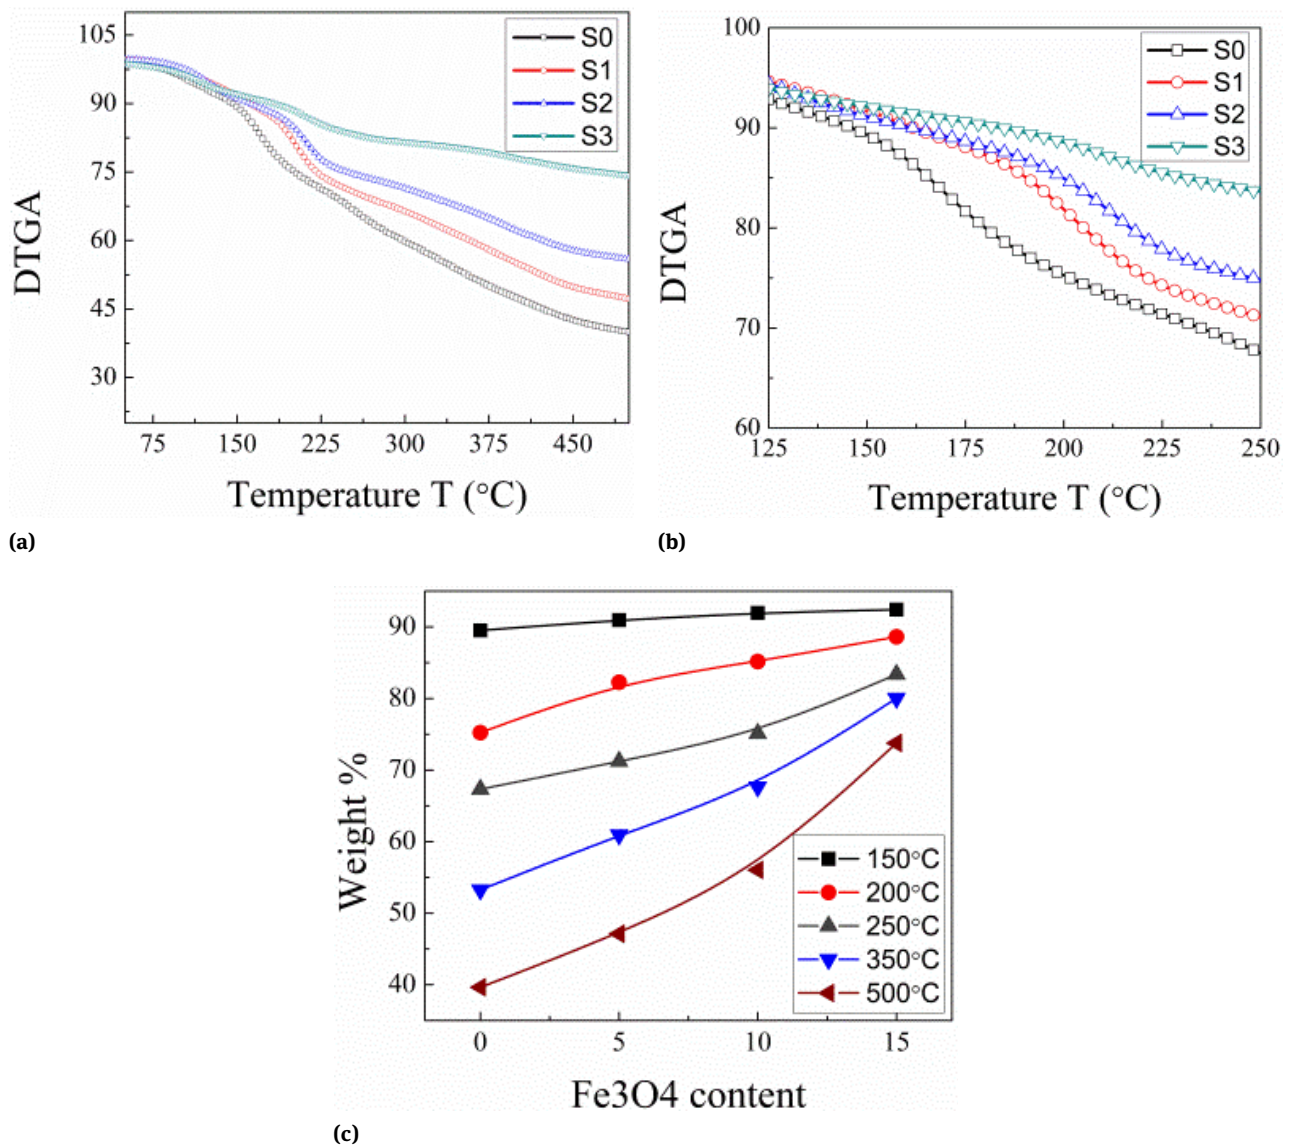 105
90
75
60
45
30
DTGA
S0
S1
S2
S3
75 150 225 300 375 450
Temperature T (°C)
(a)
100
90
80
70
60
DTGA
S0
S1
S2
S3
125 150 175 200 225 250
Temperature T (°C)
(b)
90
80
70
60
50
40
Weight %
150°C
200°C
250°C
350°C
500°C
0 5 10 15
Fe3O4 content
(c)